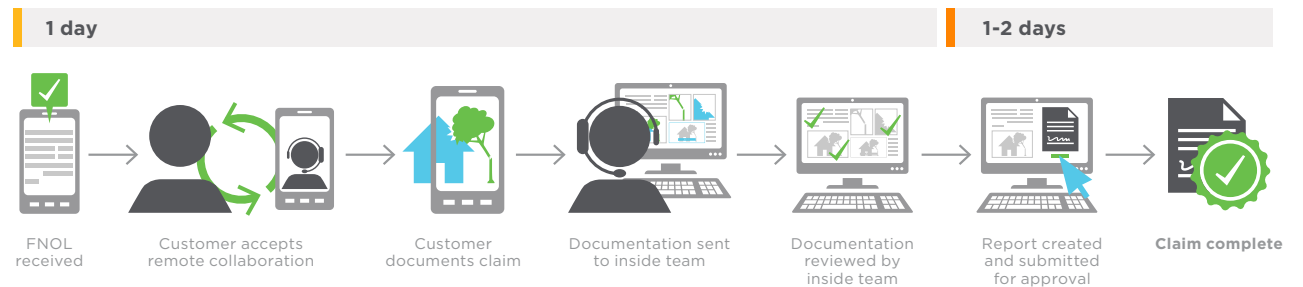 1 day
1-2 days
FNOL
received
Customer accepts
remote collaboration
Customer
documents claim
Documentation sent
to inside team
Documentation
reviewed by
inside team
Report created
and submitted
for approval
Claim complete